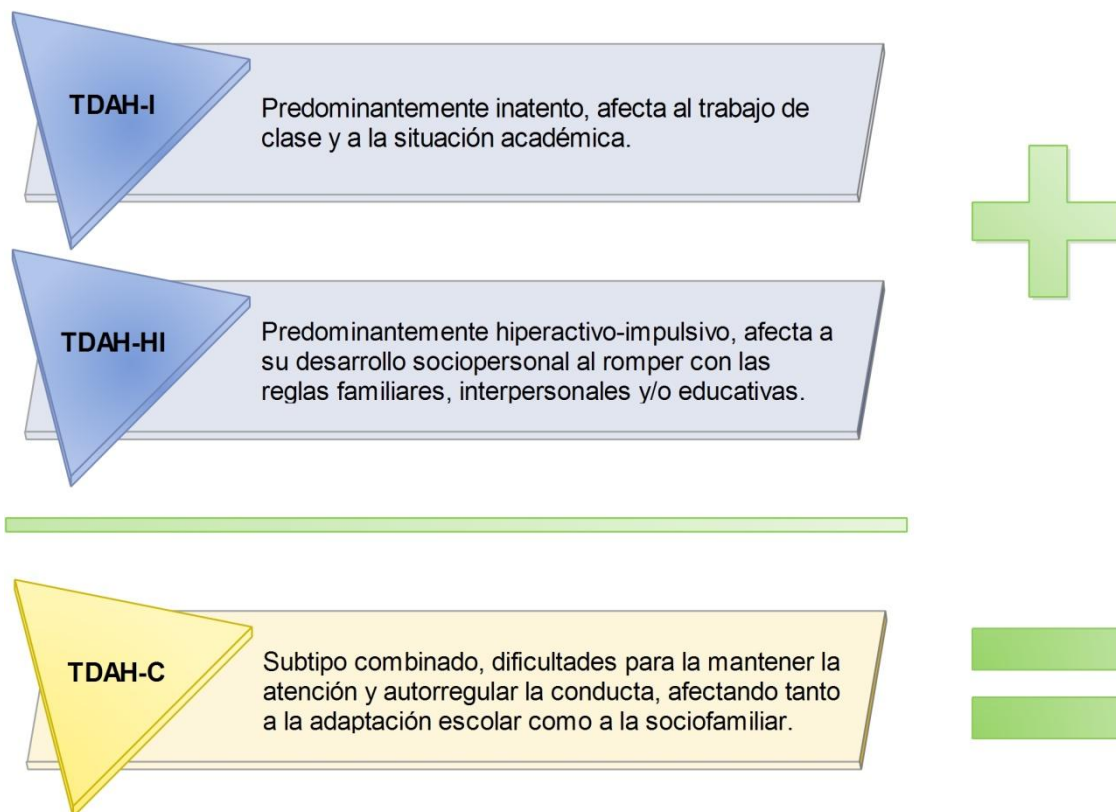 TDAH-I
Predominantemente inatento, afecta al trabajo de
clase y a la situación académica.
TDAH-HI
Predominantemente hiperactivo-impulsivo, afecta a
su desarrollo sociopersonal al romper con las
reglas familiares, interpersonales y/o educativas.
TDAH-C
Subtipo combinado, dificultades para la mantener la
atención y autorregular la conducta, afectando tanto
a la adaptación escolar como a la sociofamiliar.